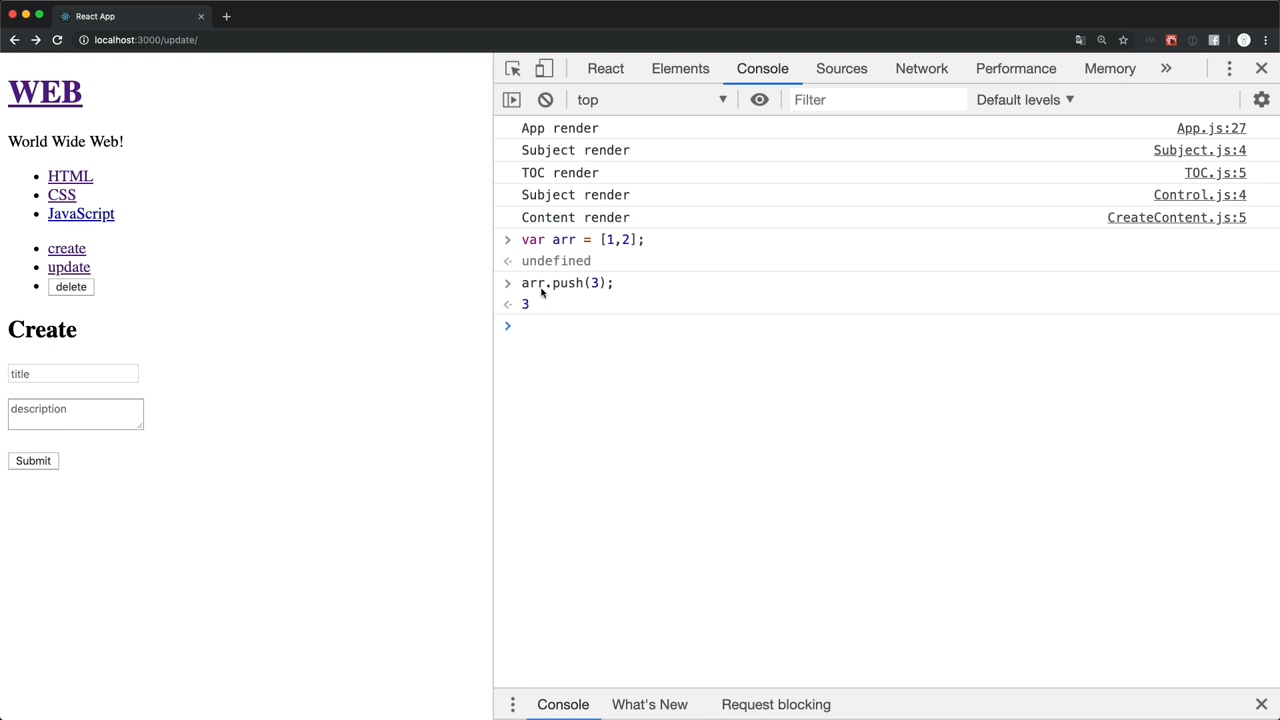 React App
localhost:3000/update/
WEB
World Wide Web!
HTML
CSS
JavaScript
create
update
delete
Create
title
description
Submit
React Elements Console Sources Network Performance Memory
top Filter Default levels
App render App.js:27
Subject render Subject.js:4
TOC render TOC.js:5
Subject render Control.js:4
Content render CreateContent.js:5
var arr = [1,2];
undefined
arr.push(3);
3
Console What's New Request blocking